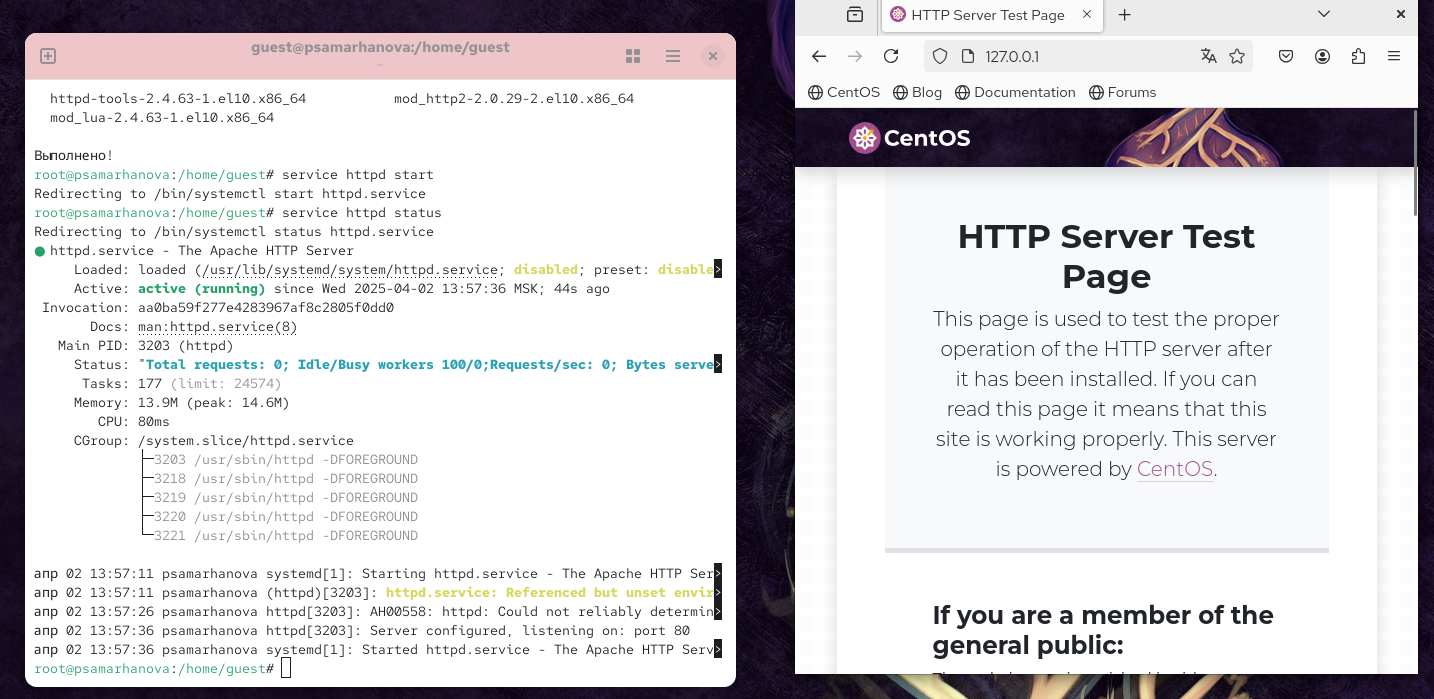 guest@psamarhanova:/home/guest
httpd-tools-2.4.63-1.el10.x86_64 mod_http2-2.0.29-2.el10.x86_64
mod_lua-2.4.63-1.el10.x86_64
Выполнено!
root@psamarhanova:/home/guest# service httpd start
Redirecting to /bin/systemctl start httpd.service
root@psamarhanova:/home/guest# service httpd status
Redirecting to /bin/systemctl status httpd.service
● httpd.service - The Apache HTTP Server
Loaded: loaded (/usr/lib/systemd/system/httpd.service; disabled; preset: disable>
Active: active (running) since Wed 2025-04-02 13:57:36 MSK; 44s ago
Invocation: aa0ba59f277e4283967af8c2805f0dd0
Docs: man:httpd.service(8)
Main PID: 3203 (httpd)
Status: "Total requests: 0; Idle/Busy workers 100/0;Requests/sec: 0; Bytes serve>
Tasks: 177 (limit: 24574)
Memory: 13.9M (peak: 14.6M)
CPU: 80ms
CGroup: /system.slice/httpd.service
├─3203 /usr/sbin/httpd -DFOREGROUND
├─3218 /usr/sbin/httpd -DFOREGROUND
├─3219 /usr/sbin/httpd -DFOREGROUND
├─3220 /usr/sbin/httpd -DFOREGROUND
└─3221 /usr/sbin/httpd -DFOREGROUND
апр 02 13:57:11 psamarhanova systemd[1]: Starting httpd.service - The Apache HTTP Ser>
апр 02 13:57:11 psamarhanova (httpd)[3203]: httpd.service: Referenced but unset envir>
апр 02 13:57:26 psamarhanova httpd[3203]: AH00558: httpd: Could not reliably determin>
апр 02 13:57:36 psamarhanova httpd[3203]: Server configured, listening on: port 80
апр 02 13:57:36 psamarhanova systemd[1]: Started httpd.service - The Apache HTTP Serv>
root@psamarhanova:/home/guest#
HTTP Server Test Page
127.0.0.1
CentOS Blog Documentation Forums
CentOS
HTTP Server Test
Page
This page is used to test the proper
operation of the HTTP server after
it has been installed. If you can
read this page it means that this
site is working properly. This server
is powered by CentOS.
If you are a member of the
general public: